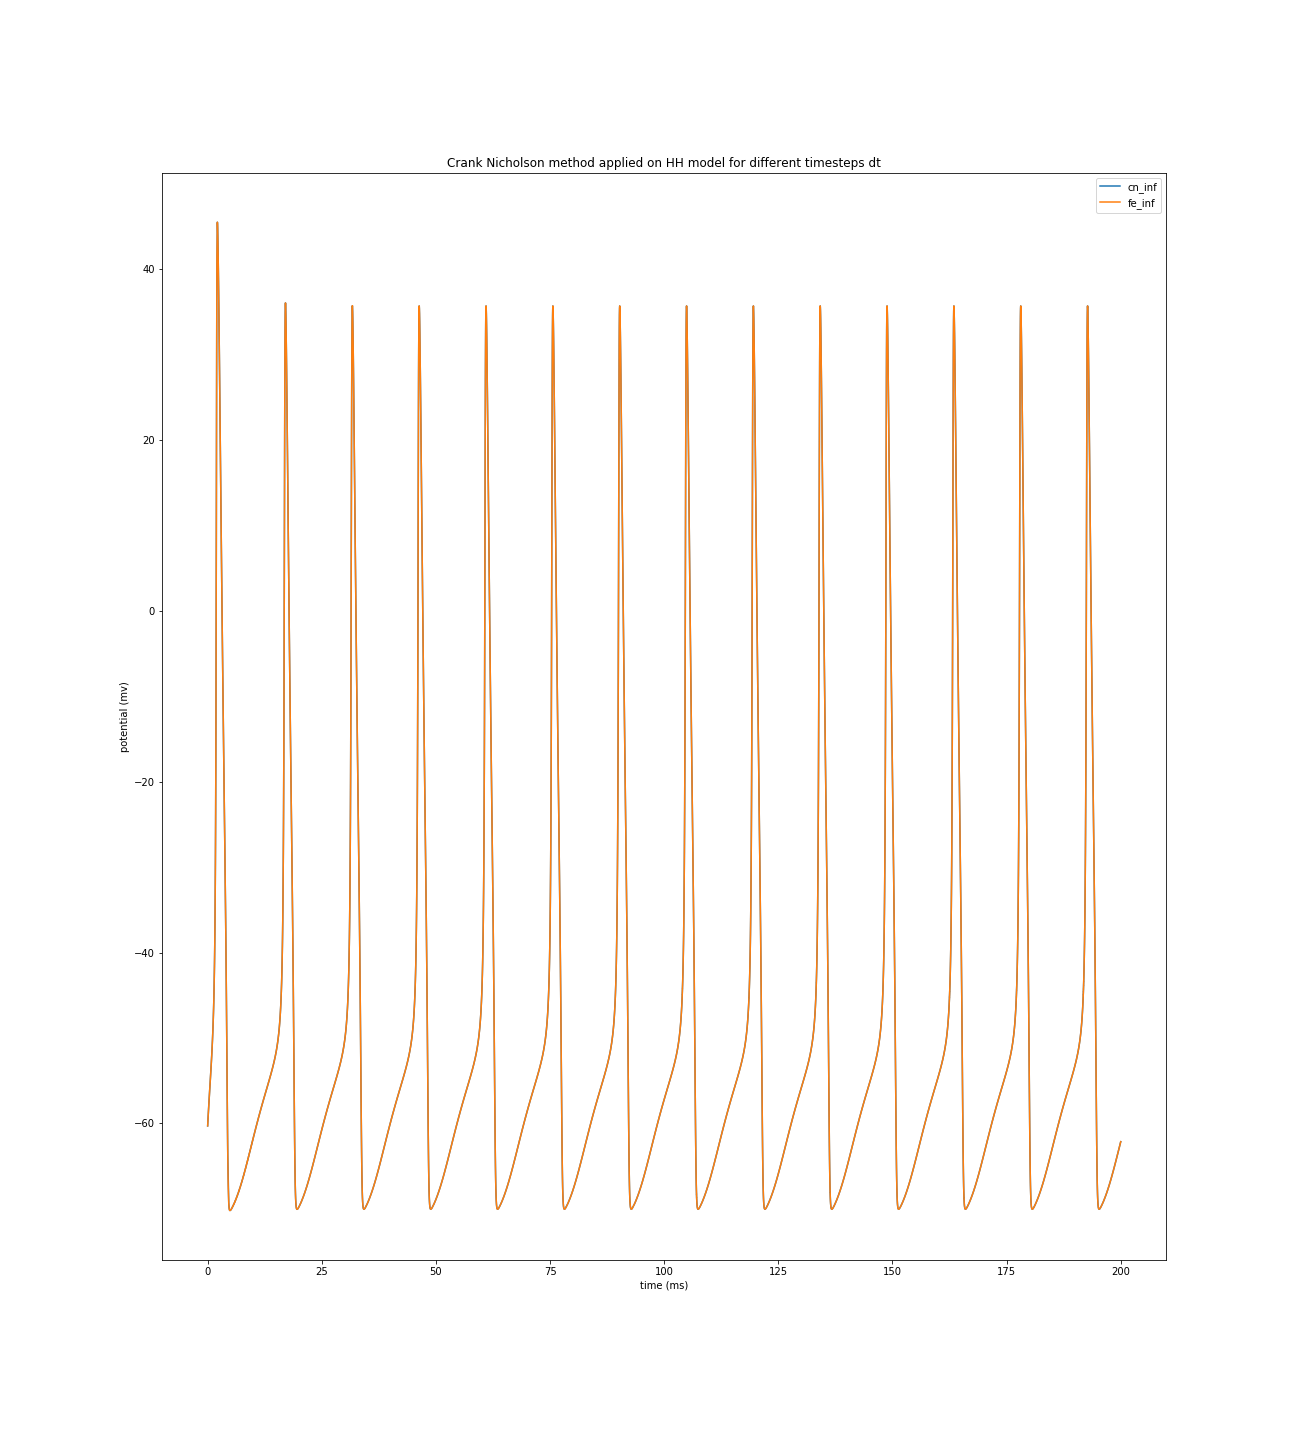 Crank Nicholson method applied on HH model for different timesteps dt
cn_inf
fe_inf
40
20
0
−20
−40
−60
potential (mv)
0 25 50 75 100 125 150 175 200
time (ms)